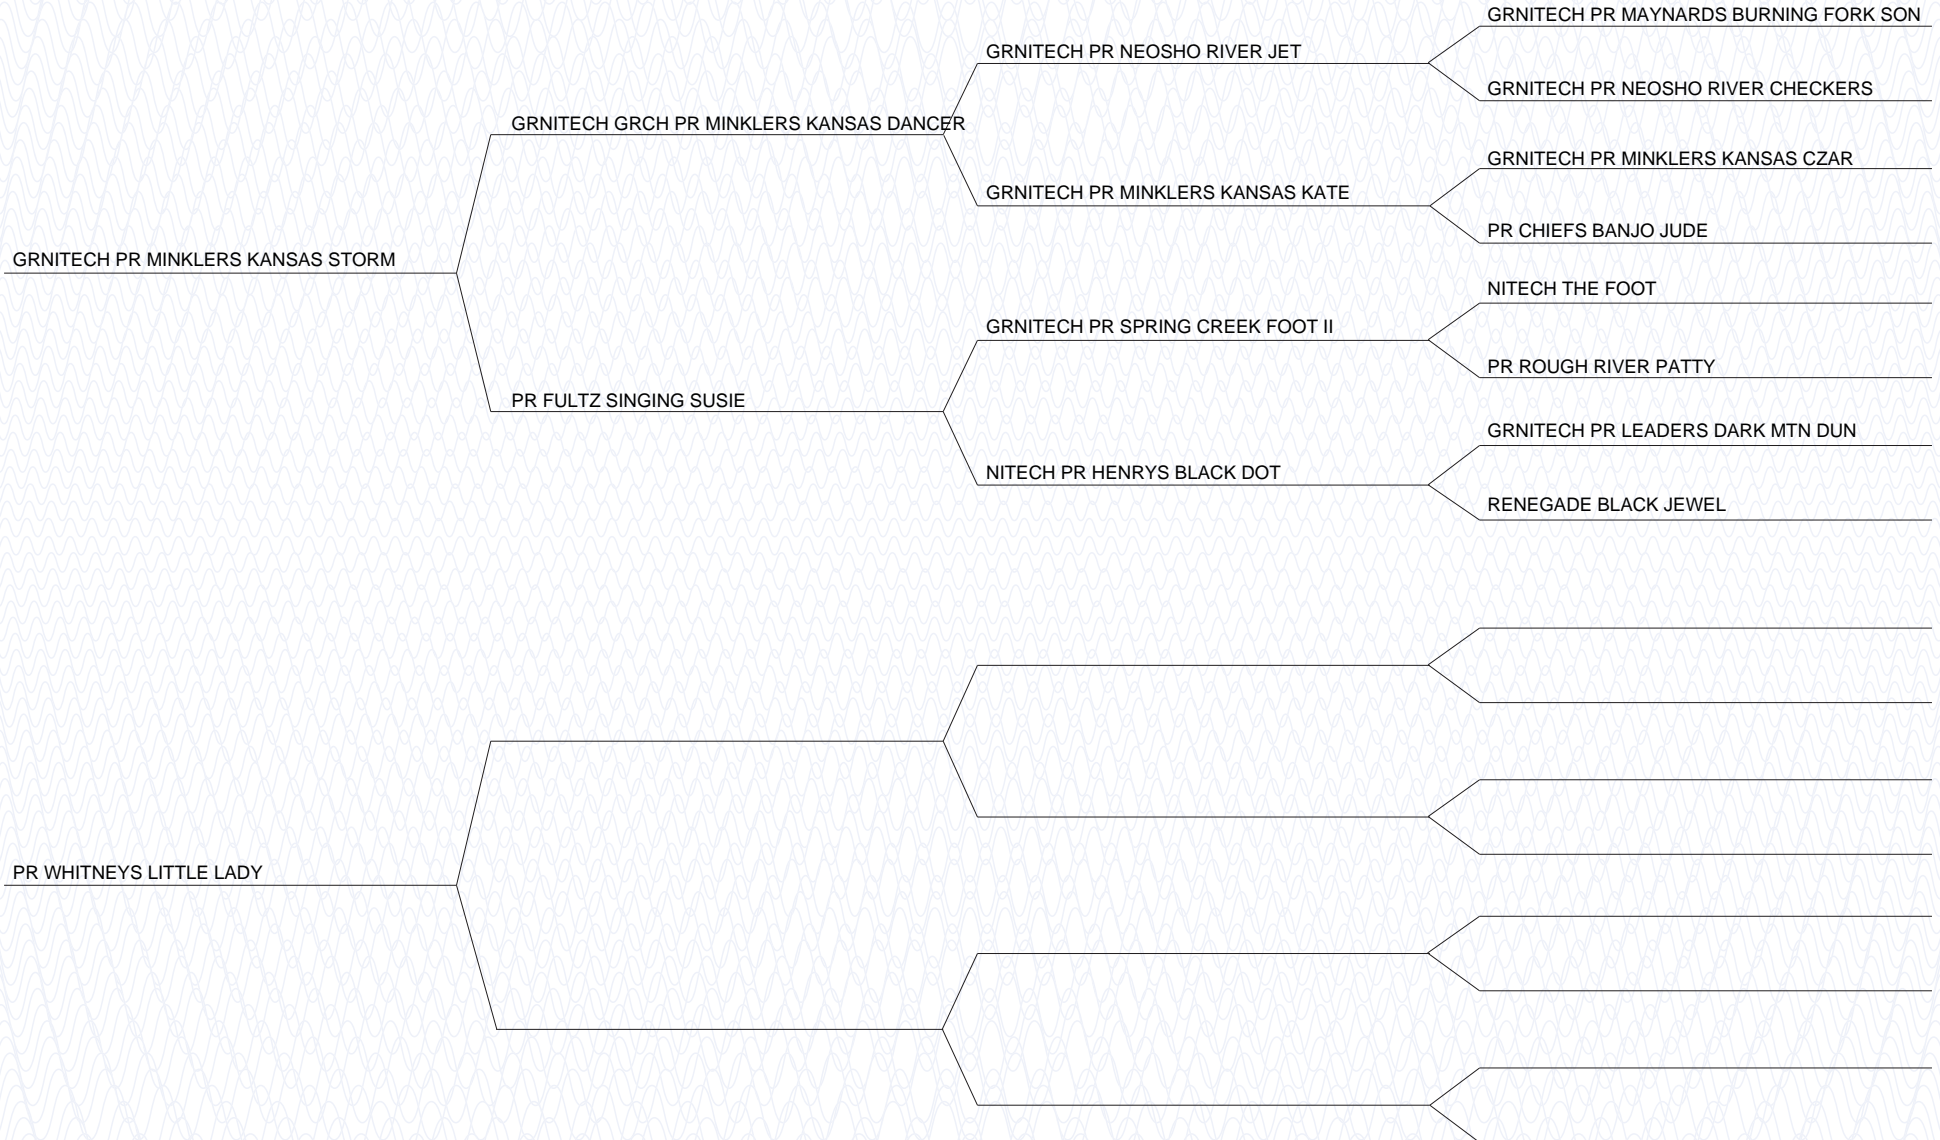 GRNITECH PR MAYNARDS BURNING FORK SON
GRNITECH PR NEOSHO RIVER JET
GRNITECH PR NEOSHO RIVER CHECKERS
GRNITECH GRCH PR MINKLERS KANSAS DANCER
GRNITECH PR MINKLERS KANSAS CZAR
GRNITECH PR MINKLERS KANSAS KATE
PR CHIEFS BANJO JUDE
GRNITECH PR MINKLERS KANSAS STORM
NITECH THE FOOT
GRNITECH PR SPRING CREEK FOOT II
PR ROUGH RIVER PATTY
PR FULTZ SINGING SUSIE
GRNITECH PR LEADERS DARK MTN DUN
NITECH PR HENRYS BLACK DOT
RENEGADE BLACK JEWEL
PR WHITNEYS LITTLE LADY